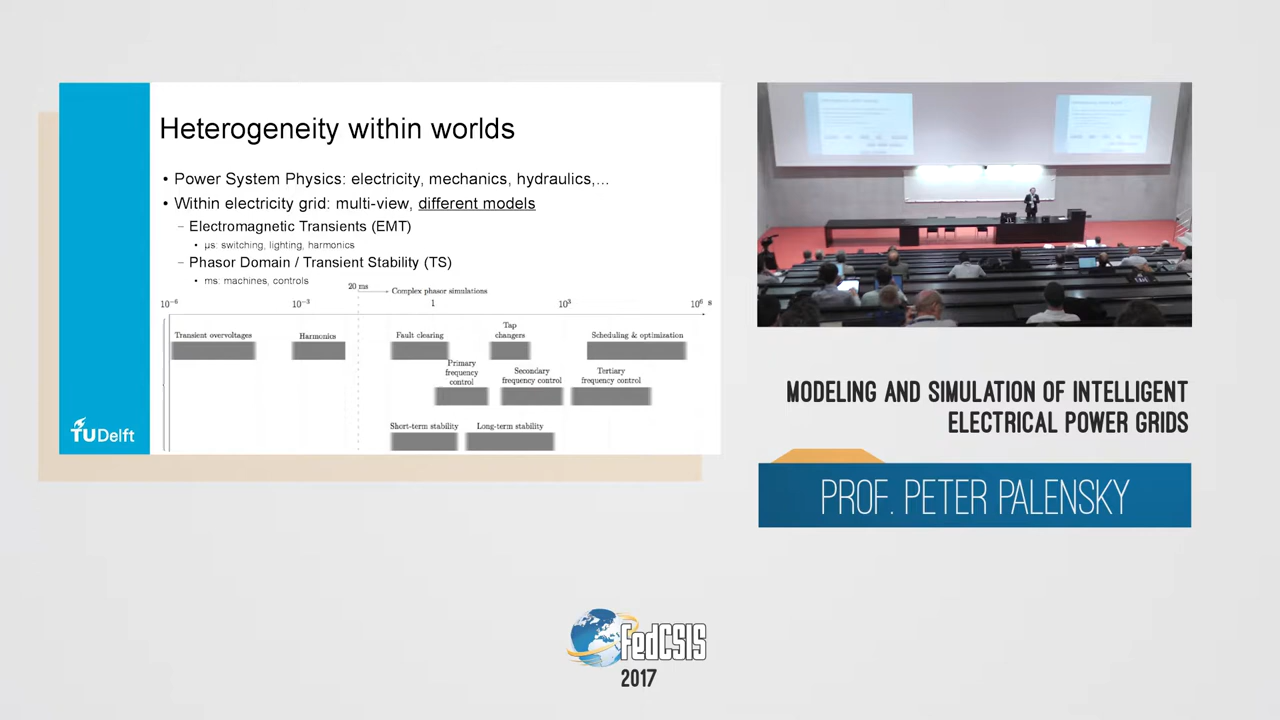 Heterogeneity within worlds
• Power System Physics: electricity, mechanics, hydraulics,...
• Within electricity grid: multi-view, different models
– Electromagnetic Transients (EMT)
• µs: switching, lighting, harmonics
– Phasor Domain / Transient Stability (TS)
• ms: machines, controls
20 ms
Complex phasor simulations
10⁻⁶ 10⁻³ 1 10³ 10⁶ s
Transient overvoltages
Harmonics
Fault clearing
Tap
changers
Scheduling & optimization
Primary
frequency
control
Secondary
frequency control
Tertiary
frequency control
Short-term stability
Long-term stability
TUDelft
MODELING AND SIMULATION OF INTELLIGENT
ELECTRICAL POWER GRIDS
PROF. PETER PALENSKY
FedCSIS
2017